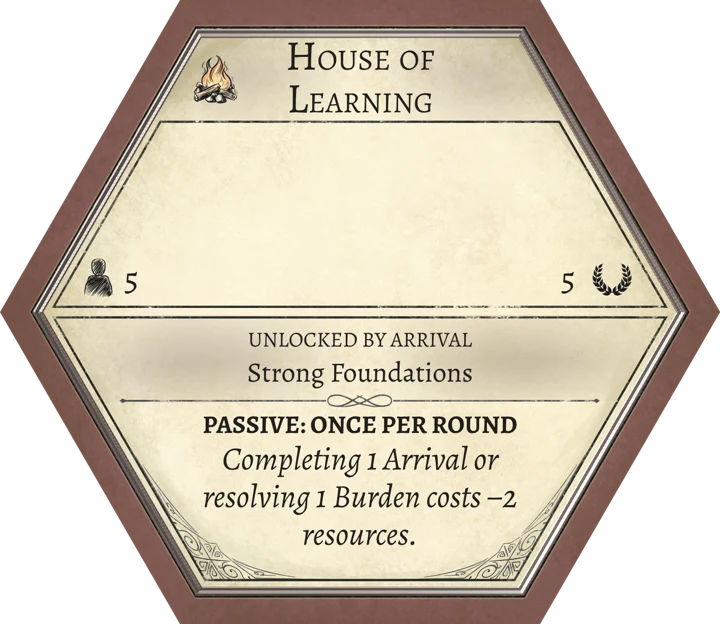 House of
Learning
5
5
UNLOCKED BY ARRIVAL
Strong Foundations
PASSIVE: ONCE PER ROUND
Completing 1 Arrival or
resolving 1 Burden costs –2
resources.